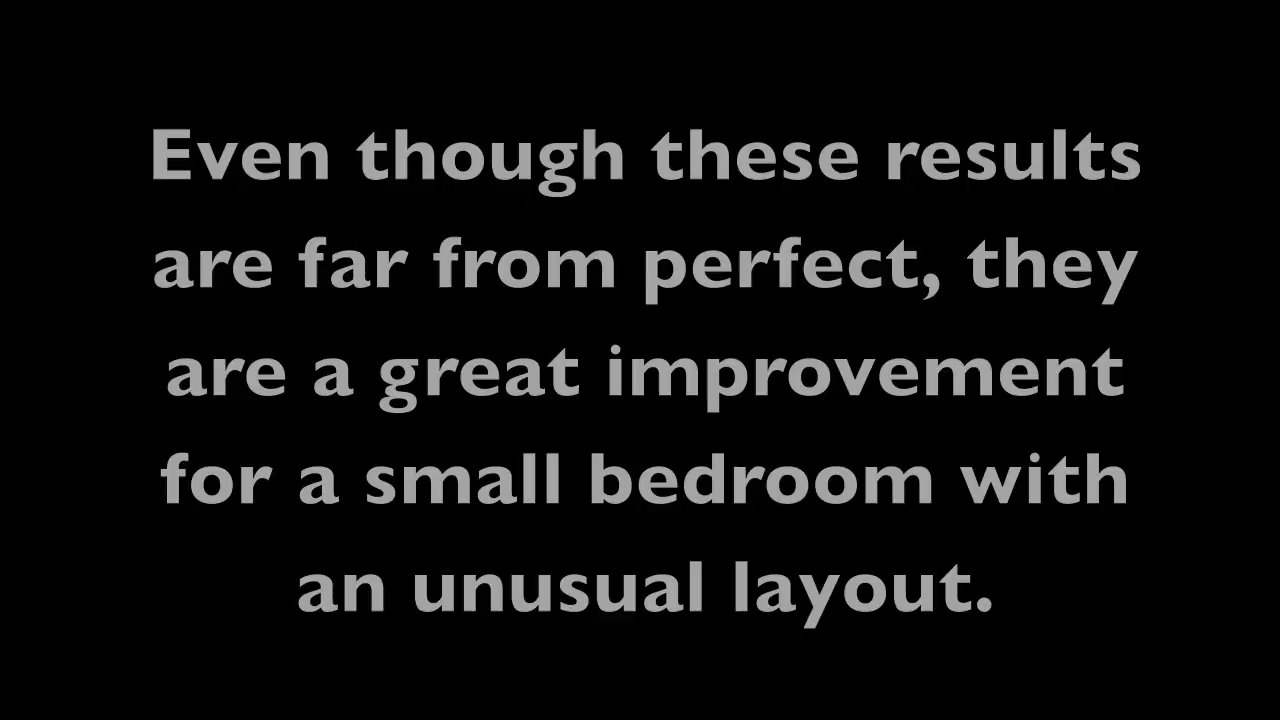 Even though these results
are far from perfect, they
are a great improvement
for a small bedroom with
an unusual layout.